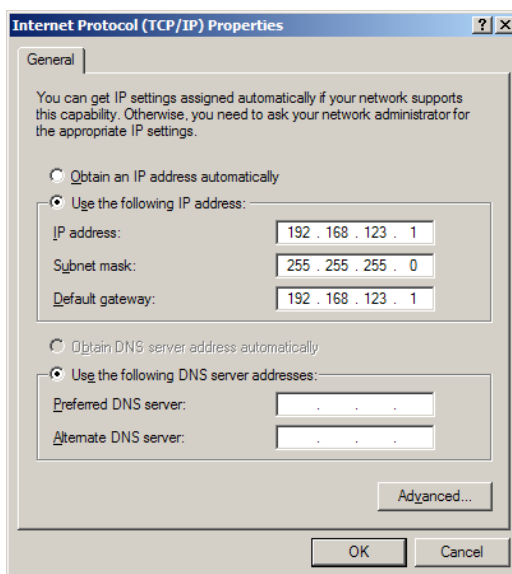 Internet Protocol (TCP/IP) Properties
General
You can get IP settings assigned automatically if your network supports
this capability. Otherwise, you need to ask your network administrator for
the appropriate IP settings.
Obtain an IP address automatically
Use the following IP address:
IP address: 192 . 168 . 123 . 1
Subnet mask: 255 . 255 . 255 . 0
Default gateway: 192 . 168 . 123 . 1
Obtain DNS server address automatically
Use the following DNS server addresses:
Preferred DNS server: . . .
Alternate DNS server: . . .
Advanced...
OK Cancel